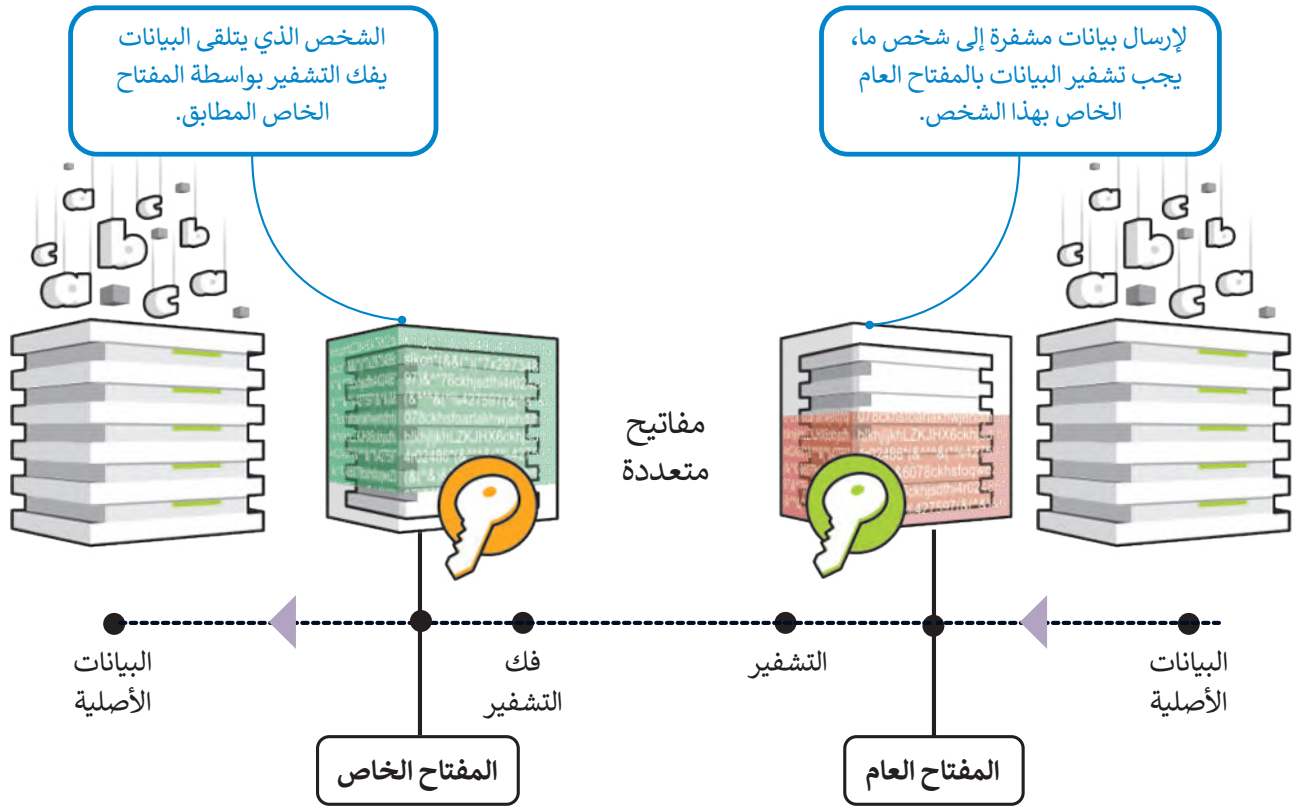 لإرسال بيانات مشفرة إلى شخص ما،
يجب تشفير البيانات بالمفتاح العام
الخاص بهذا الشخص.
الشخص الذي يتلقى البيانات
يفك التشفير بواسطة المفتاح
الخاص المطابق.
مفاتيح
متعددة
البيانات
الأصلية
التشفير
فك
التشفير
البيانات
الأصلية
المفتاح العام
المفتاح الخاص